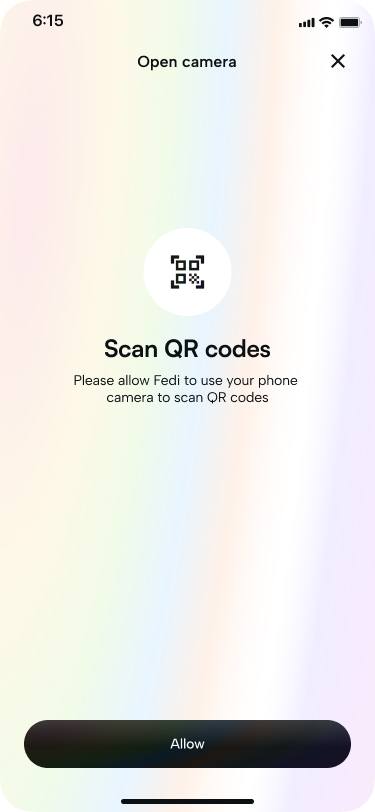 6:15
Open camera
Scan QR codes
Please allow Fedi to use your phone
camera to scan QR codes
Allow